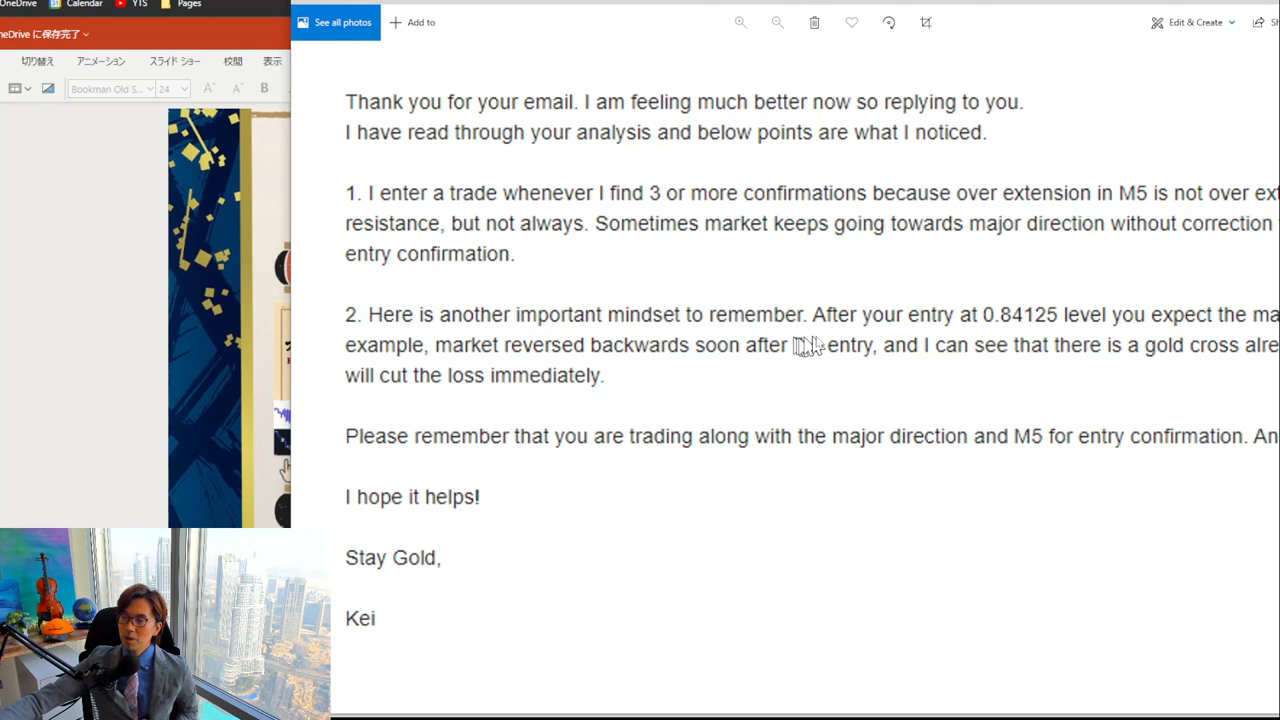 OneDrive
Calendar
YTS
Pages
neDrive に保存完了
切り替え
アニメーション
スライド ショー
校閲
表示
Bookman Old S...
24
B
See all photos
Add to
Edit & Create
Sh
Thank you for your email. I am feeling much better now so replying to you.
I have read through your analysis and below points are what I noticed.
1. I enter a trade whenever I find 3 or more confirmations because over extension in M5 is not over ext
resistance, but not always. Sometimes market keeps going towards major direction without correction
entry confirmation.
2. Here is another important mindset to remember. After your entry at 0.84125 level you expect the ma
example, market reversed backwards soon after entry, and I can see that there is a gold cross alre
will cut the loss immediately.
Please remember that you are trading along with the major direction and M5 for entry confirmation. An
I hope it helps!
Stay Gold,
Kei